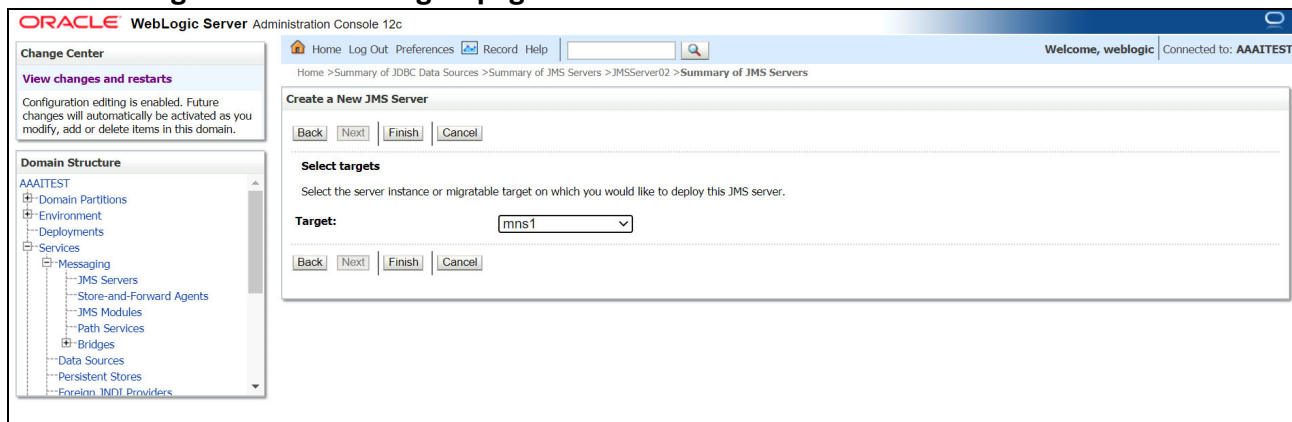 ORACLE WebLogic Server Administration Console 12c
Change Center
View changes and restarts
Configuration editing is enabled. Future
changes will automatically be activated as you
modify, add or delete items in this domain.
Domain Structure
AAAITEST
Domain Partitions
Environment
Deployments
Services
Messaging
JMS Servers
Store-and-Forward Agents
JMS Modules
Path Services
Bridges
Data Sources
Persistent Stores
Foreign JNDI Providers
Home Log Out Preferences Record Help
Welcome, weblogic Connected to: AAAITEST
Home >Summary of JDBC Data Sources >Summary of JMS Servers >JMSServer02 >Summary of JMS Servers
Create a New JMS Server
Back Next Finish Cancel
Select targets
Select the server instance or migratable target on which you would like to deploy this JMS server.
Target: mns1
Back Next Finish Cancel